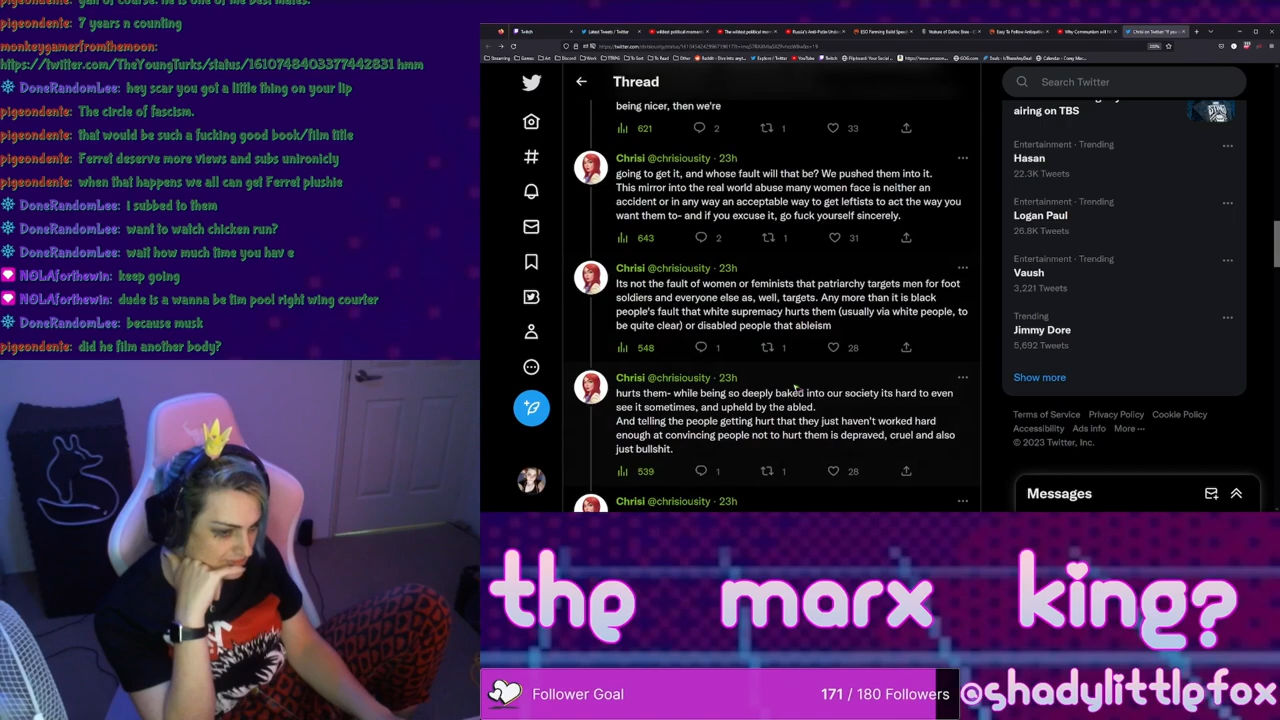 pigeondente: 7 years n counting
monkeygamerfromthemoon:
https://twitter.com/TheYoungTurks/status/1610748403377442831 hmm
DoneRandomLee: hey scar you got a little thing on your lip
pigeondente: The circle of fascism.
pigeondente: that would be such a fucking good book/film title
pigeondente: Ferret deserve more views and subs unironicly
pigeondente: when that happens we all can get Ferret plushie
DoneRandomLee: i subbed to them
DoneRandomLee: want to watch chicken run?
DoneRandomLee: wait how much time you hav e
NOLAforthewin: keep going
NOLAforthewin: dude is a wanna be tim pool right wing courter
DoneRandomLee: because musk
pigeondente: did he film another body?
Thread
being nicer, then we're
621 2 1 33
Chrisi @chrisiousity · 23h
going to get it, and whose fault will that be? We pushed them into it.
This mirror into the real world abuse many women face is neither an
accident or in any way an acceptable way to get leftists to act the way you
want them to- and if you excuse it, go fuck yourself sincerely.
643 2 1 31
Chrisi @chrisiousity · 23h
Its not the fault of women or feminists that patriarchy targets men for foot
soldiers and everyone else as, well, targets. Any more than it is black
people's fault that white supremacy hurts them (usually via white people, to
be quite clear) or disabled people that ableism
548 1 1 28
Chrisi @chrisiousity · 23h
hurts them- while being so deeply baked into our society its hard to even
see it sometimes, and upheld by the abled.
And telling the people getting hurt that they just haven't worked hard
enough at convincing people not to hurt them is depraved, cruel and also
just bullshit.
539 1 1 28
Chrisi @chrisiousity · 23h
Search Twitter
airing on TBS
Entertainment · Trending
Hasan
22.3K Tweets
Entertainment · Trending
Logan Paul
26.8K Tweets
Entertainment · Trending
Vaush
3,221 Tweets
Trending
Jimmy Dore
5,692 Tweets
Show more
Terms of Service Privacy Policy Cookie Policy
Accessibility Ads Info More ···
© 2023 Twitter, Inc.
Messages
the marx king?
Follower Goal 171 / 180 Followers
@shadylittlefox